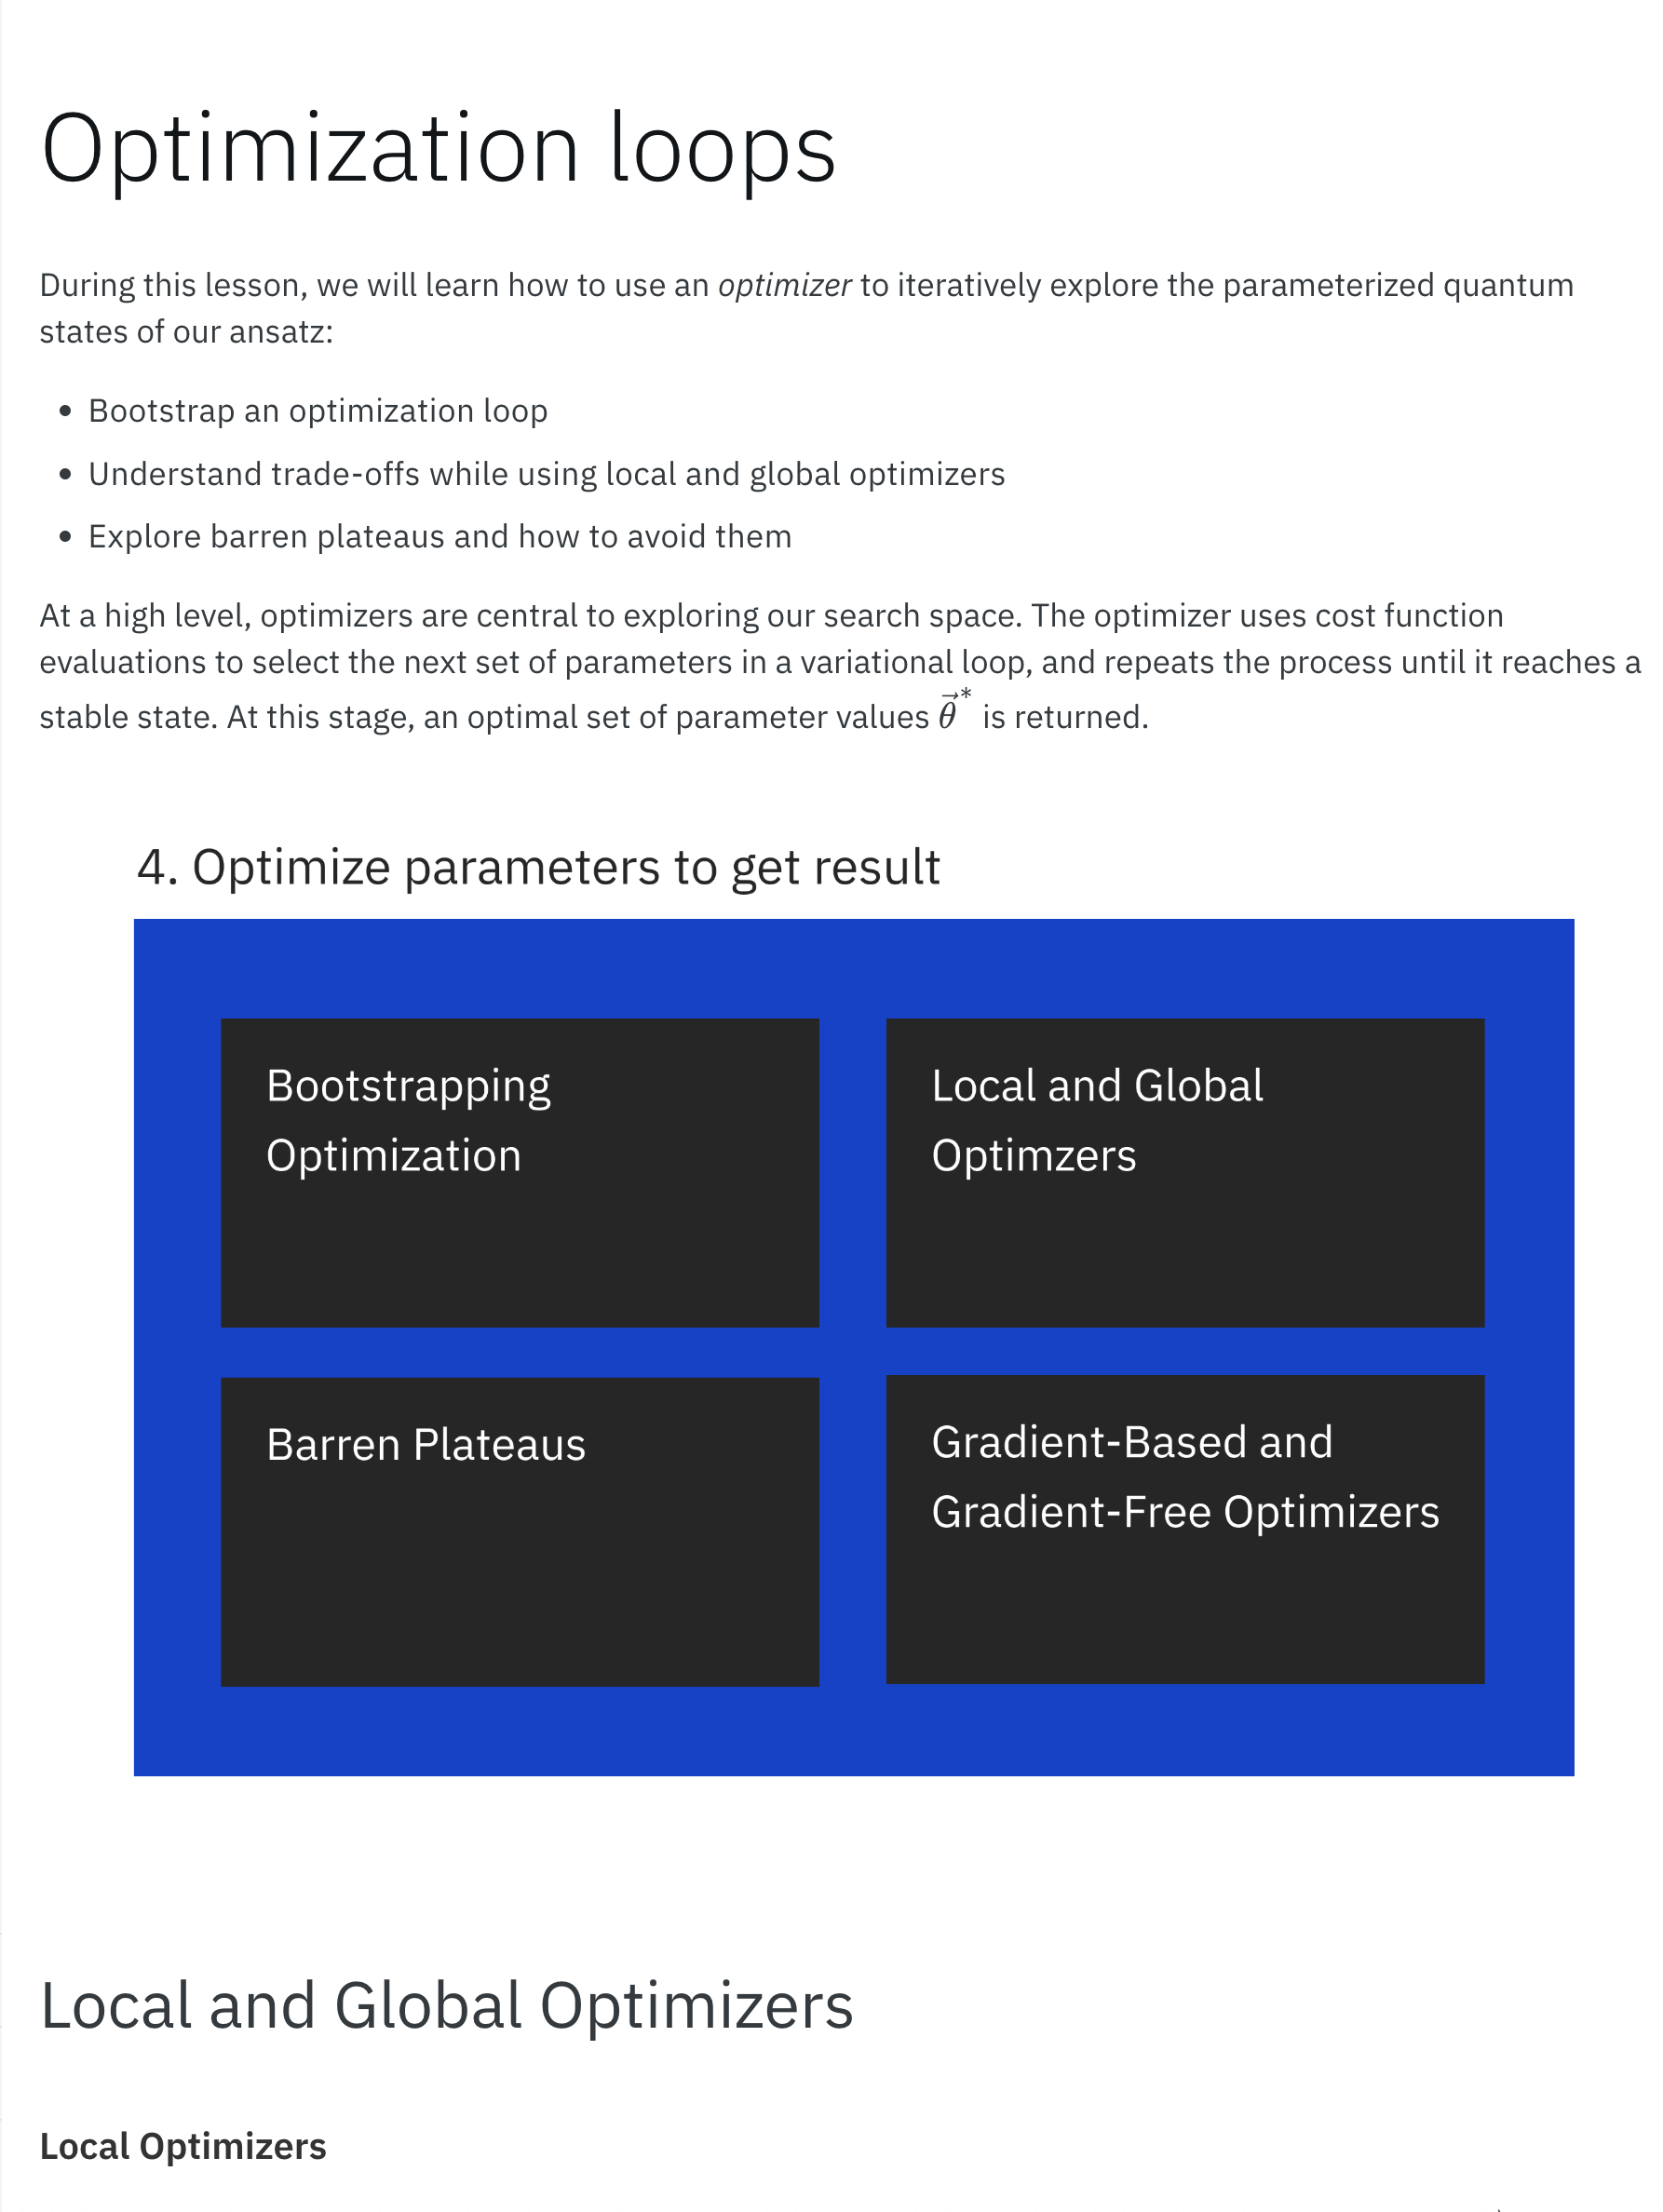 Optimization loops
During this lesson, we will learn how to use an optimizer to iteratively explore the parameterized quantum
states of our ansatz:
• Bootstrap an optimization loop
• Understand trade-offs while using local and global optimizers
• Explore barren plateaus and how to avoid them
At a high level, optimizers are central to exploring our search space. The optimizer uses cost function
evaluations to select the next set of parameters in a variational loop, and repeats the process until it reaches a
stable state. At this stage, an optimal set of parameter values $\vec{\theta}^*$ is returned.
4. Optimize parameters to get result
Bootstrapping
Optimization
Local and Global
Optimzers
Barren Plateaus
Gradient-Based and
Gradient-Free Optimizers
Local and Global Optimizers
Local Optimizers